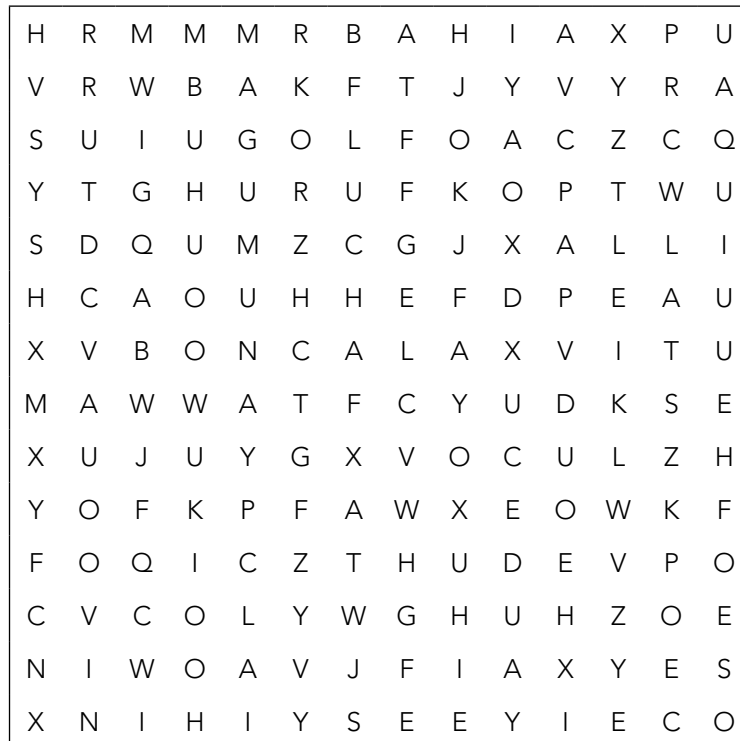 H R M M M R B A H I A X P U
V R W B A K F T J Y V Y R A
S U I U G O L F O A C Z C Q
Y T G H U R U F K O P T W U
S D Q U M Z C G J X A L L I
H C A O U H H E F D P E A U
X V B O N C A L A X V I T U
M A W W A T F C Y U D K S E
X U J U Y G X V O C U L Z H
Y O F K P F A W X E O W K F
F O Q I C Z T H U D E V P O
C V C O L Y W G H U H Z O E
N I W O A V J F I A X Y E S
X N I H I Y S E E Y I E C O